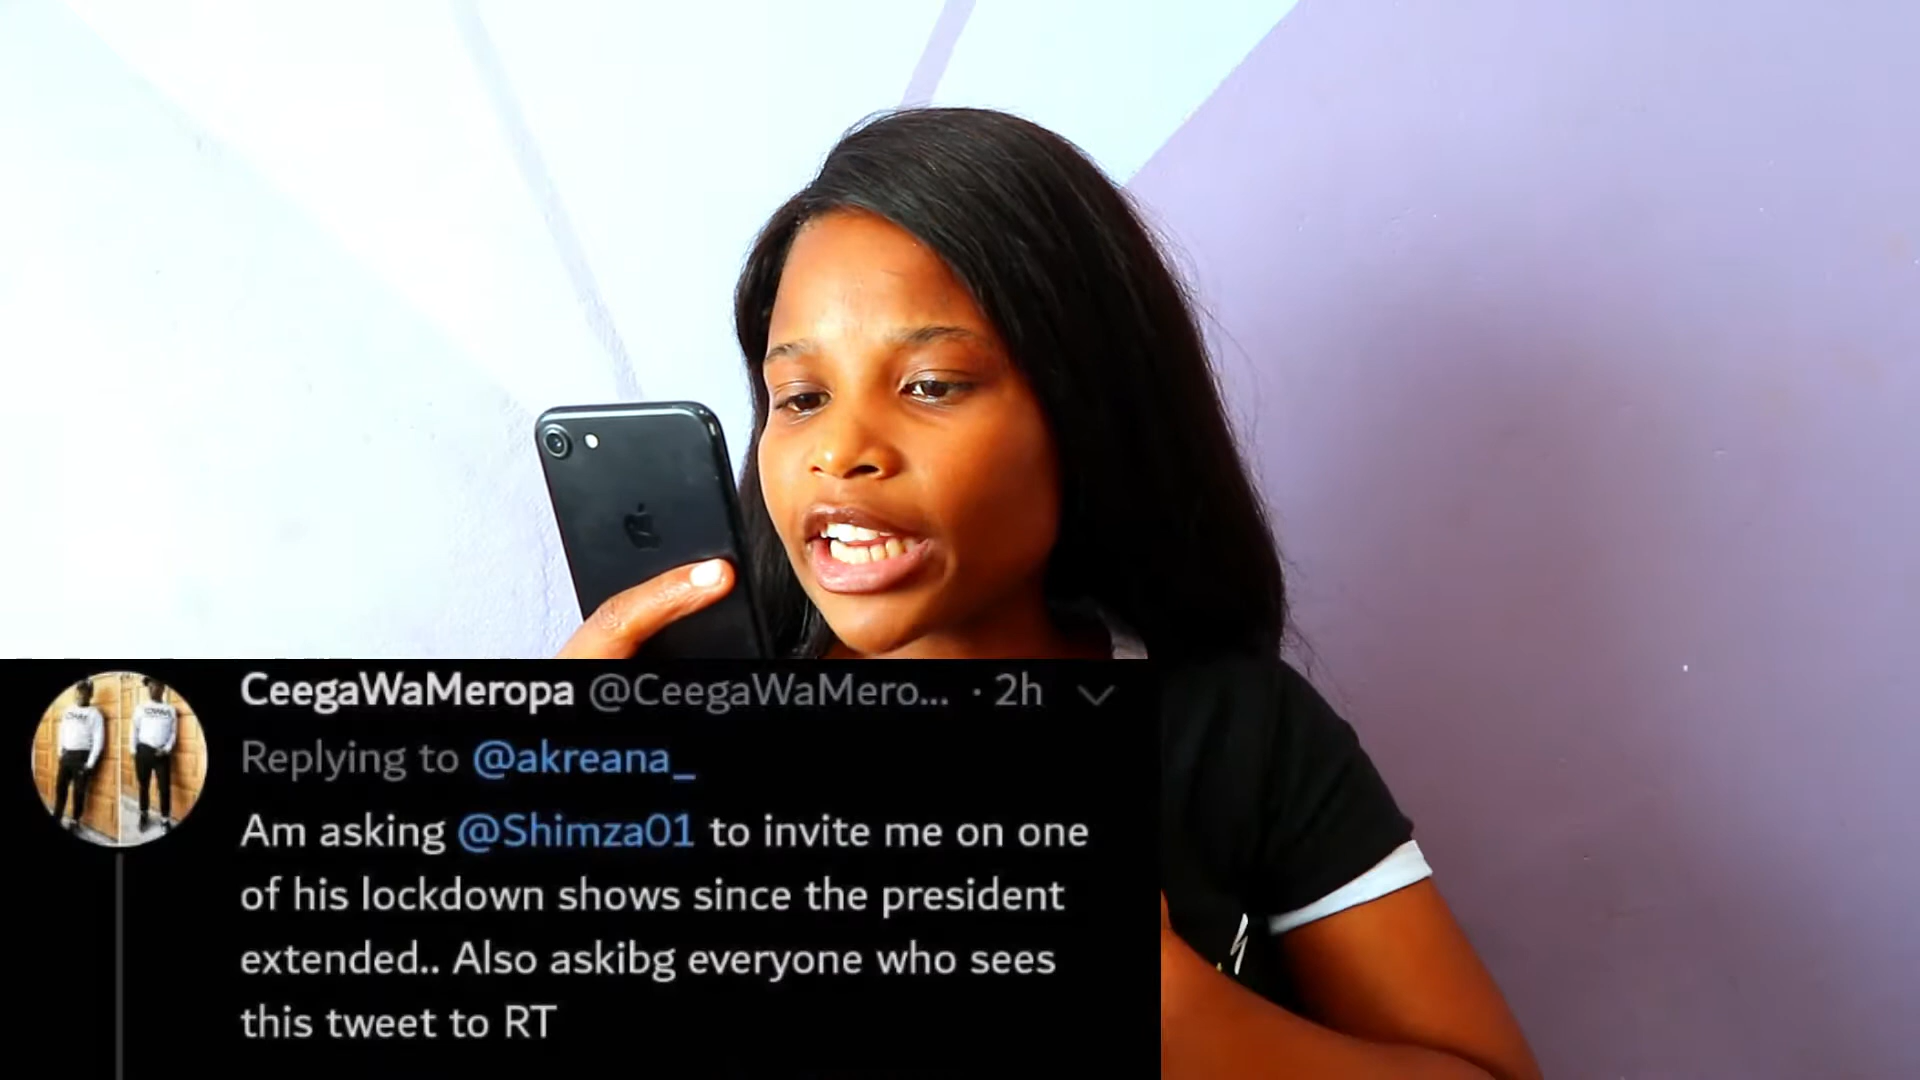 CeegaWaMeropa @CeegaWaMero... · 2h
Replying to @akreana_
Am asking @Shimza01 to invite me on one
of his lockdown shows since the president
extended.. Also askibg everyone who sees
this tweet to RT